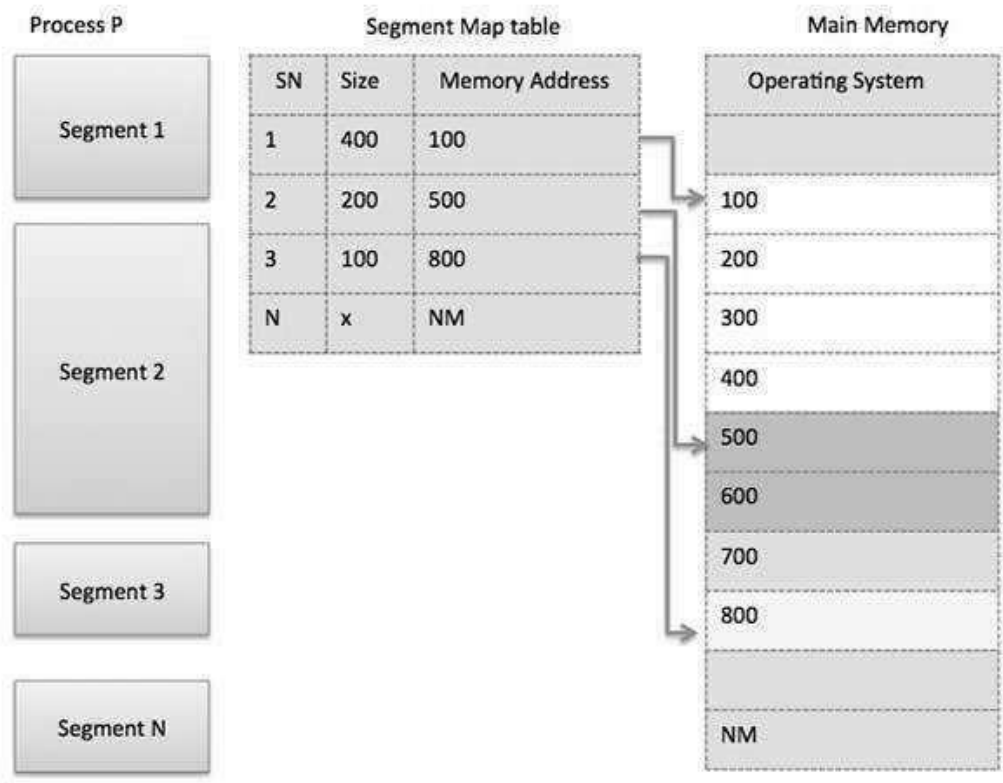 Process P
Segment 1
Segment 2
Segment 3
Segment N
Segment Map table
SN Size Memory Address
1 400 100
2 200 500
3 100 800
N x NM
Main Memory
Operating System
100
200
300
400
500
600
700
800
NM